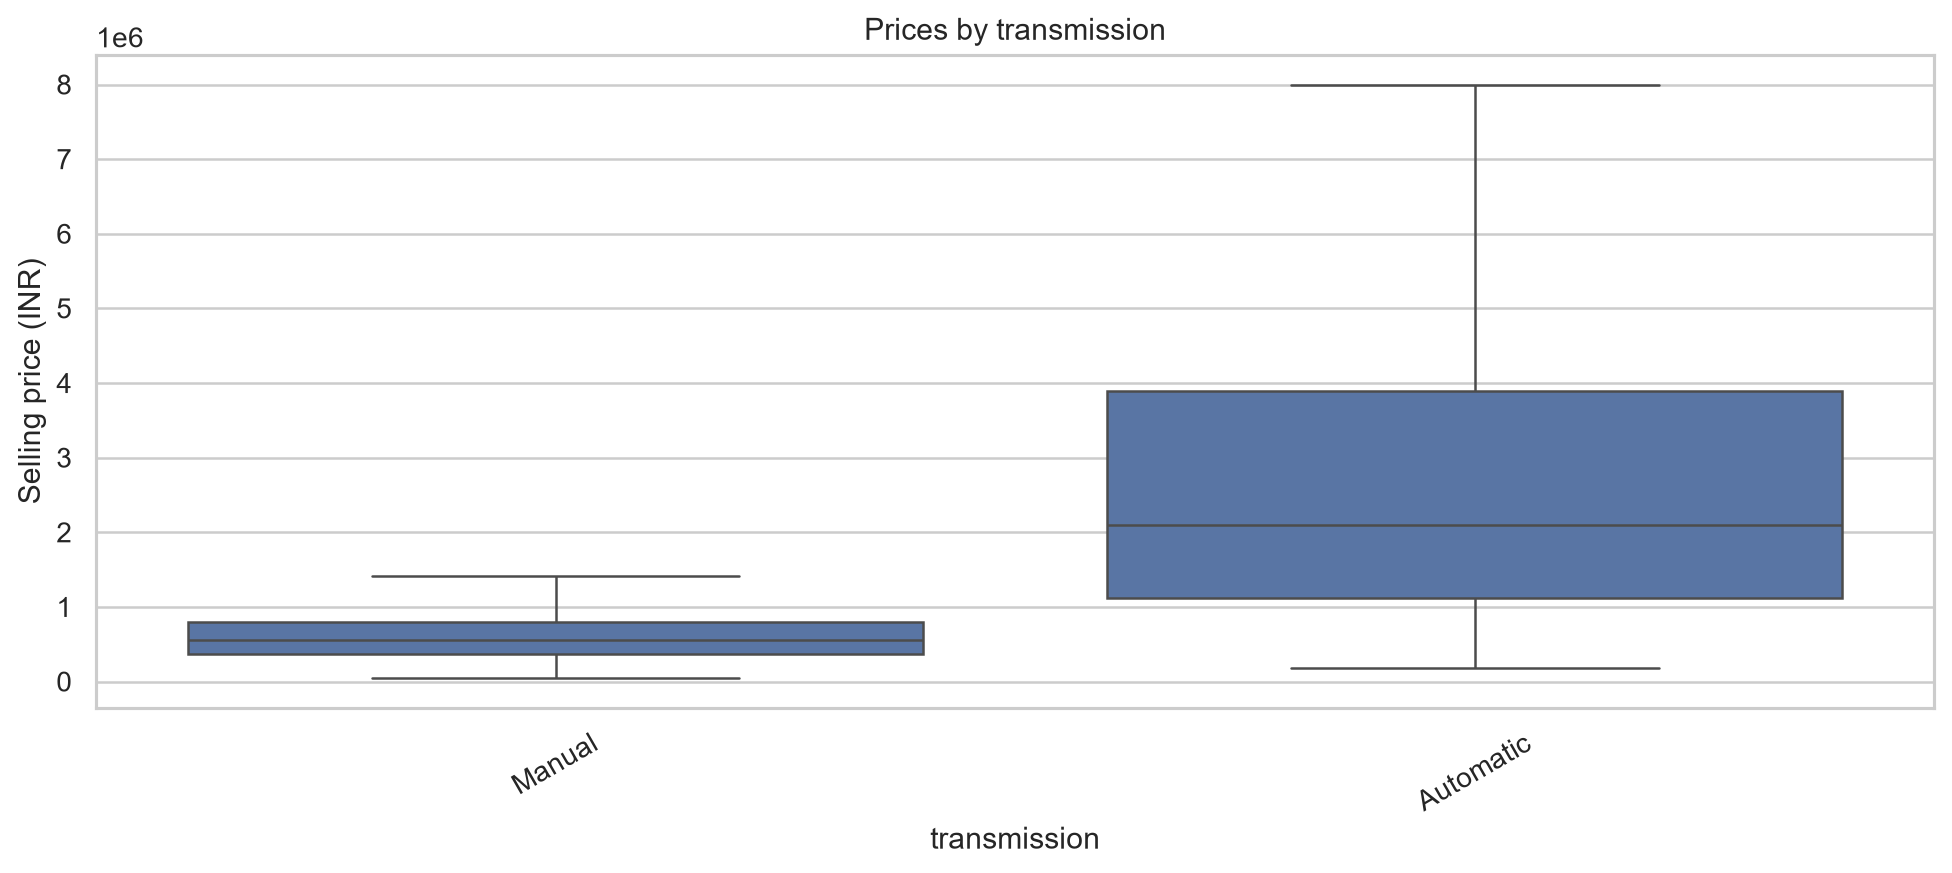 Prices by transmission
1e6
8
7
6
5
4
3
2
1
0
Selling price (INR)
Manual
Automatic
transmission